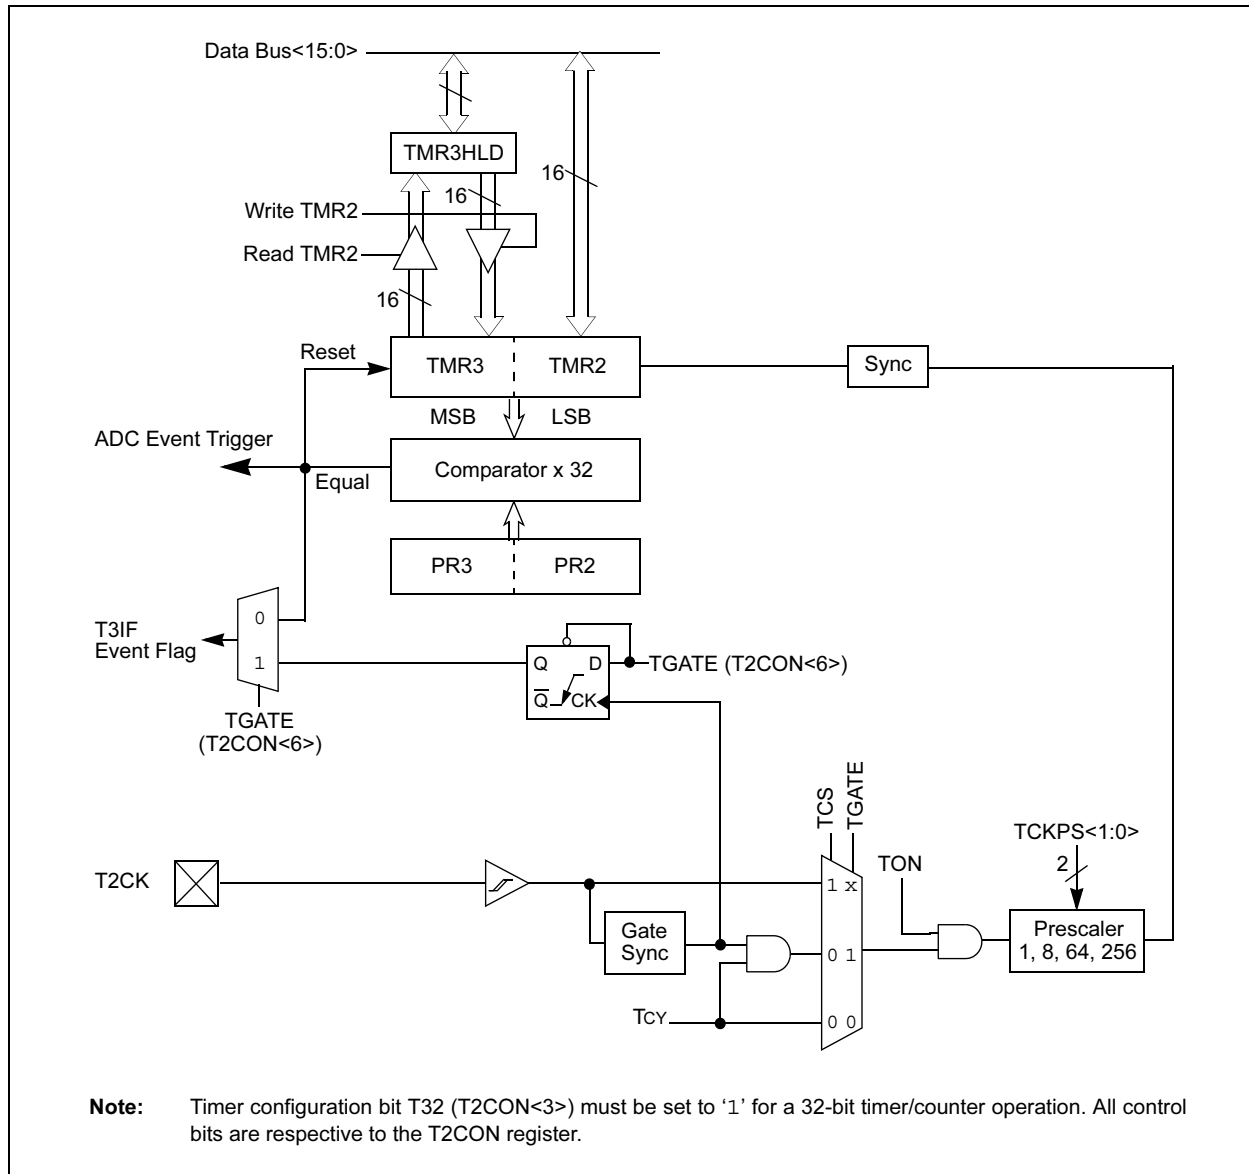 Data Bus<15:0>
TMR3HLD
16
16
Write TMR2
Read TMR2
16
Reset
TMR3
TMR2
Sync
MSB
LSB
ADC Event Trigger
Equal
Comparator x 32
PR3
PR2
0
T3IF
Event Flag
1
Q
D
TGATE (T2CON<6>)
Q
CK
TGATE
(T2CON<6>)
TCS
TGATE
TCKPS<1:0>
2
TON
T2CK
1 x
Gate
Sync
0 1
Prescaler
1, 8, 64, 256
TCY
0 0
Note: Timer configuration bit T32 (T2CON<3>) must be set to ‘1’ for a 32-bit timer/counter operation. All control
bits are respective to the T2CON register.